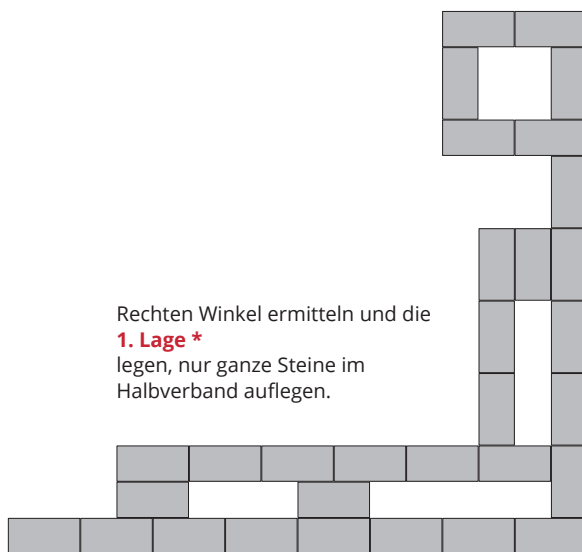 Rechten Winkel ermitteln und die
1. Lage *
legen, nur ganze Steine im
Halbverband auflegen.